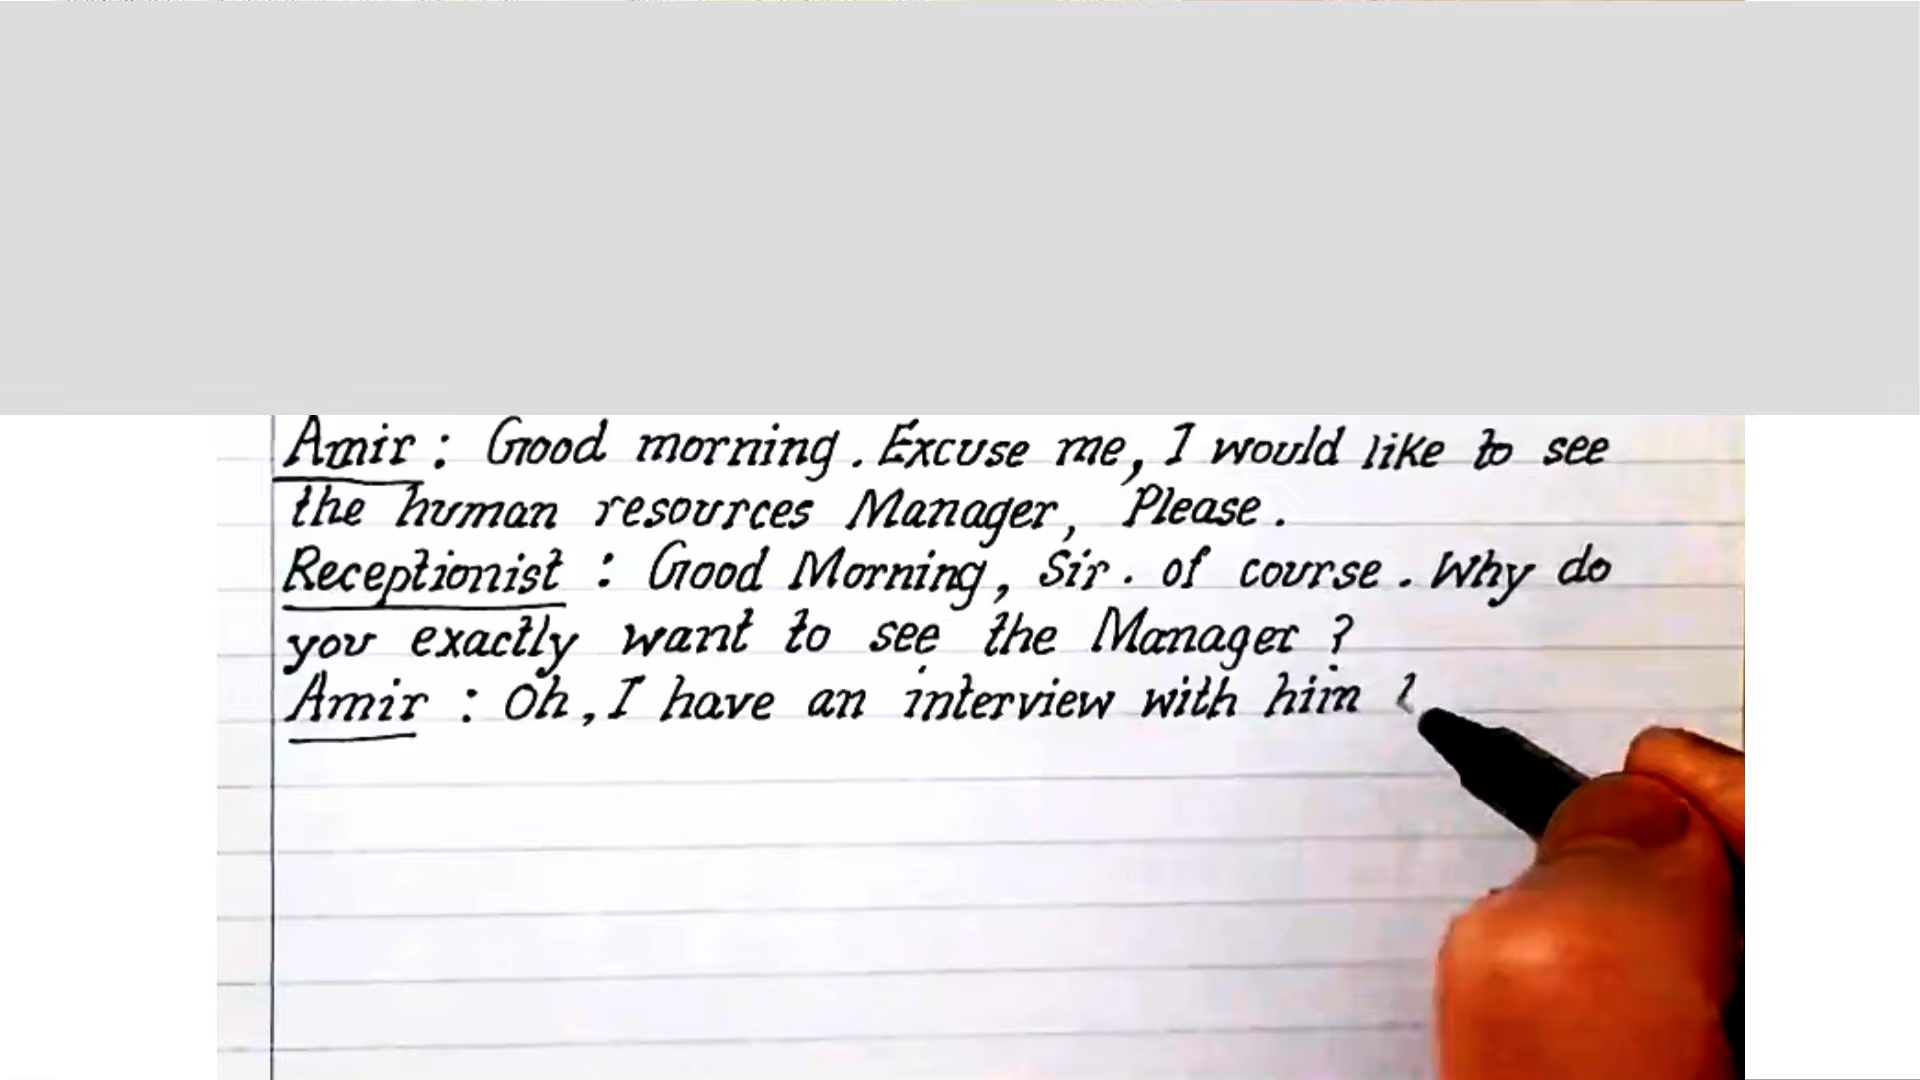 Amir : Good morning. Excuse me, I would like to see
the human resources Manager, Please.
Receptionist : Good Morning, Sir. of course. Why do
you exactly want to see the Manager ?
Amir : Oh, I have an interview with him